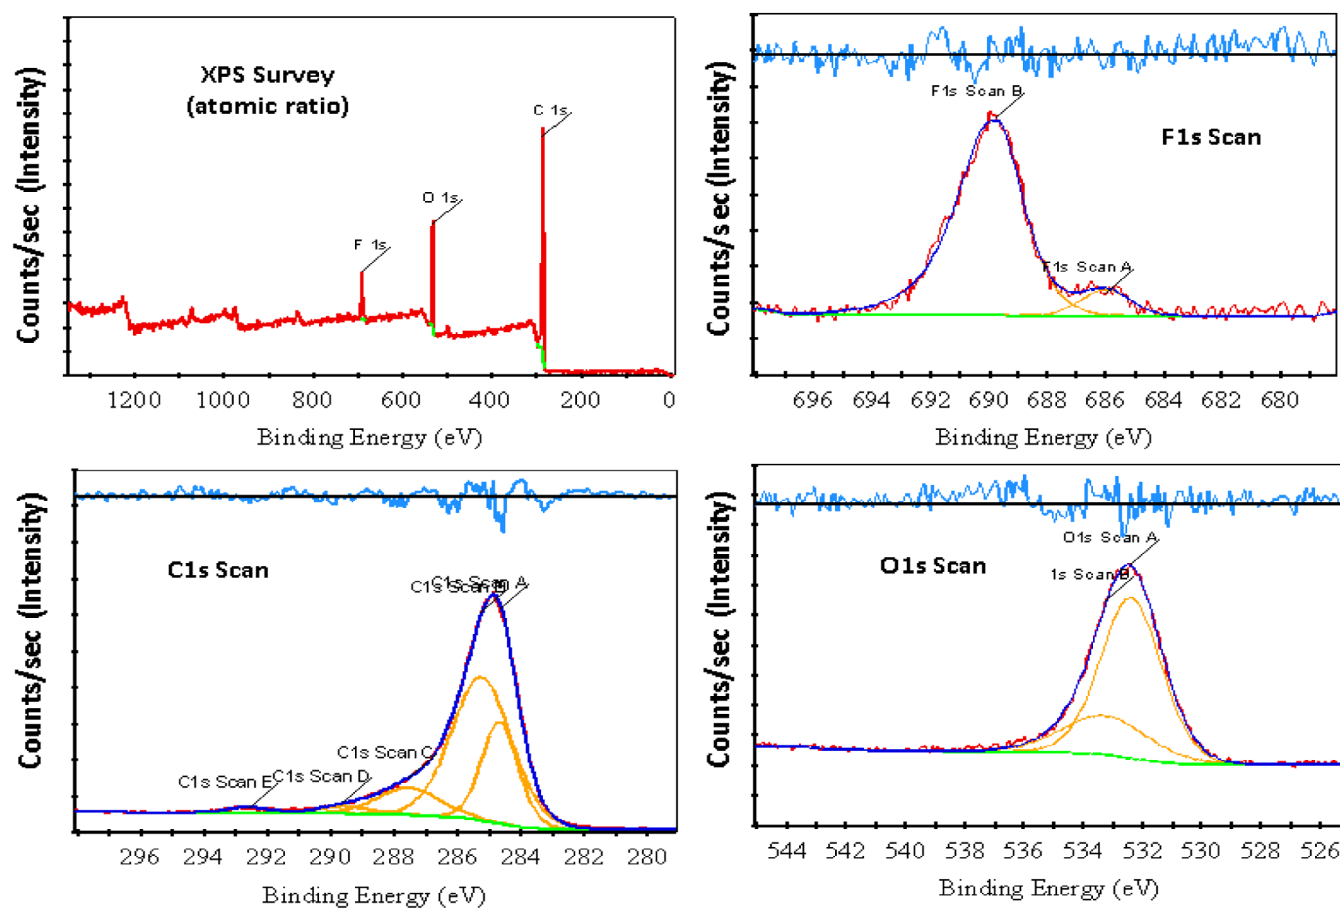 XPS Survey
(atomic ratio)
C 1s
O 1s
F 1s
Counts/sec (Intensity)
1200 1000 800 600 400 200 0
Binding Energy (eV)
F1s Scan B
F1s Scan
F1s Scan A
Counts/s ec (Intensity)
696 694 692 690 688 686 684 682 680
Binding Energy (eV)
C1s Scan
C1s Scan A
C1s Scan C
C1s Scan D
C1s Scan E
Counts/sec (Intensity)
296 294 292 290 288 286 284 282 280
Binding Energy (eV)
O1s Scan A
O1s Scan
1s Scan B
Counts/sec (Intensity)
544 542 540 538 536 534 532 530 528 526
Binding Energy (eV)